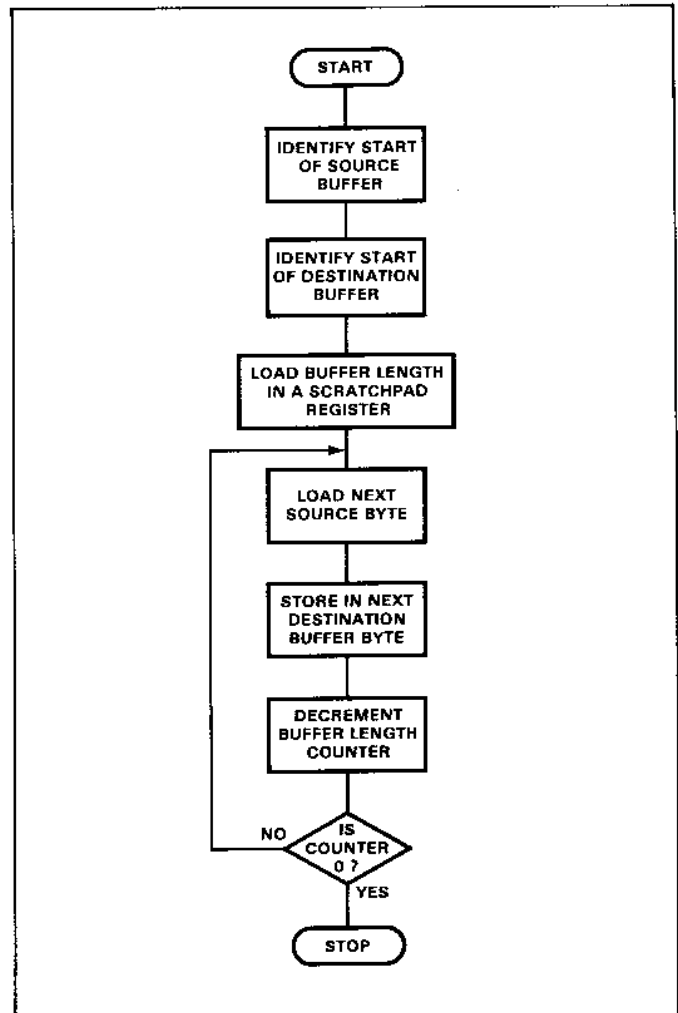 START
IDENTIFY START
OF SOURCE
BUFFER
IDENTIFY START
OF DESTINATION
BUFFER
LOAD BUFFER LENGTH
IN A SCRATCHPAD
REGISTER
LOAD NEXT
SOURCE BYTE
STORE IN NEXT
DESTINATION
BUFFER BYTE
DECREMENT
BUFFER LENGTH
COUNTER
NO
IS
COUNTER
0 ?
YES
STOP